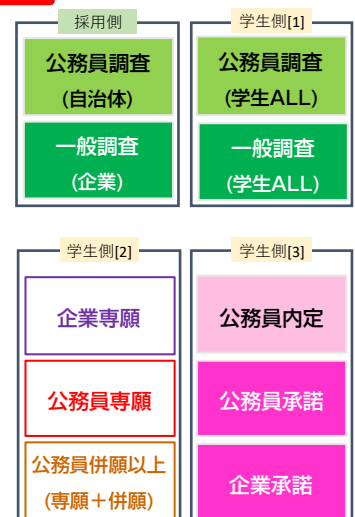 採用側
公務員調査
(自治体)
一般調査
(企業)
学生側[1]
公務員調査
(学生ALL)
一般調査
(学生ALL)
学生側[2]
企業専願
公務員専願
公務員併願以上
(専願＋併願)
学生側[3]
公務員内定
公務員承諾
企業承諾